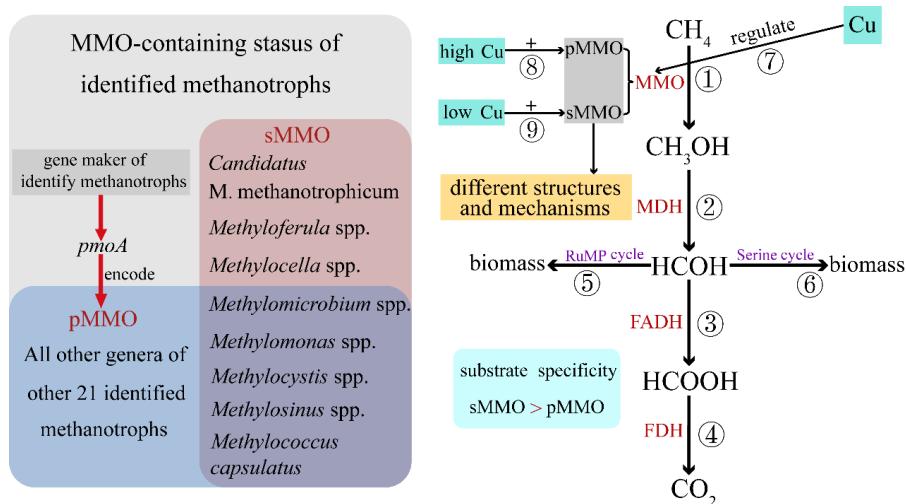 MMO-containing stasus of
identified methanotrophs
sMMO
Candidatus
M. methanotrophicum
Methyloferula spp.
Methylocella spp.
Methylomicrobium spp.
Methylomonas spp.
Methylocystis spp.
Methylosinus spp.
Methylococcus
capsulatus
gene maker of
identify methanotrophs
pmoA
encode
pMMO
All other genera of
other 21 identified
methanotrophs
high Cu
+
⑧
pMMO
low Cu
+
⑨
sMMO
MMO
different structures
and mechanisms
CH₄
①
regulate
⑦
Cu
CH₃OH
MDH
②
biomass
RuMP cycle
⑤
HCOH
Serine cycle
⑥
biomass
FADH
③
HCOOH
substrate specificity
sMMO > pMMO
FDH
④
CO₂